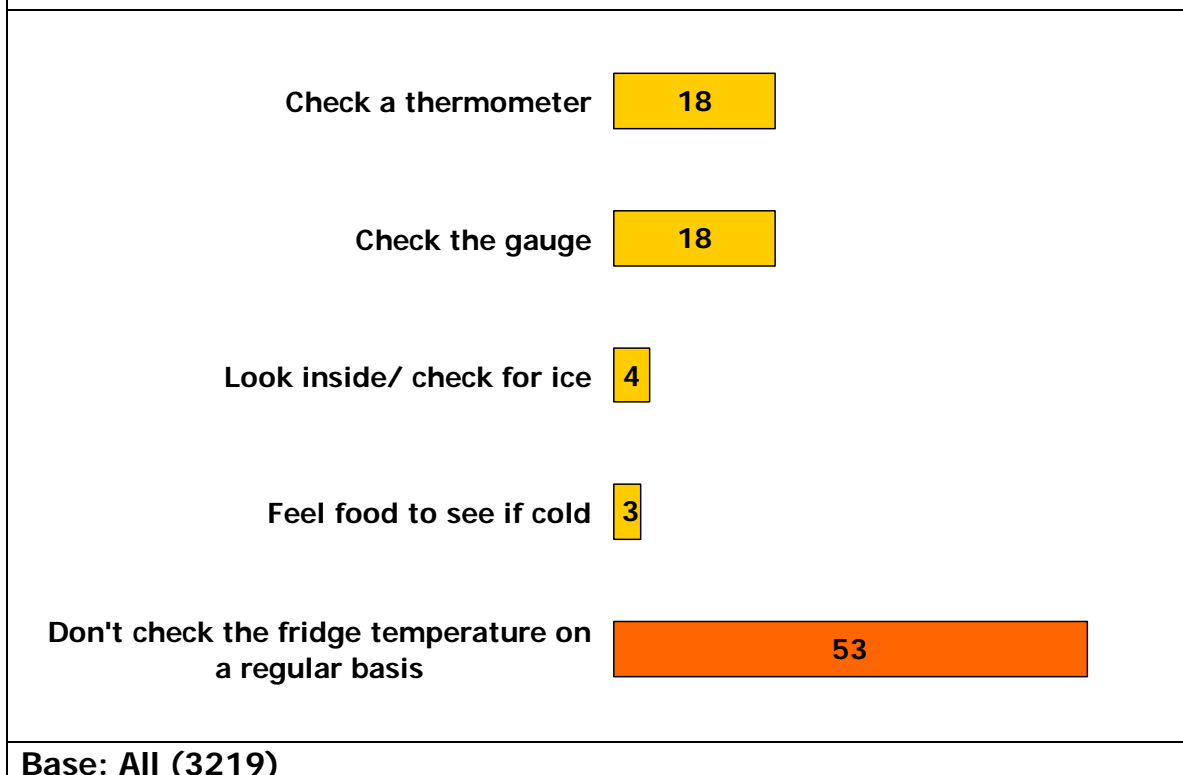 Check a thermometer 18
Check the gauge 18
Look inside/ check for ice 4
Feel food to see if cold 3
Don't check the fridge temperature on
a regular basis 53
Base: All (3219)